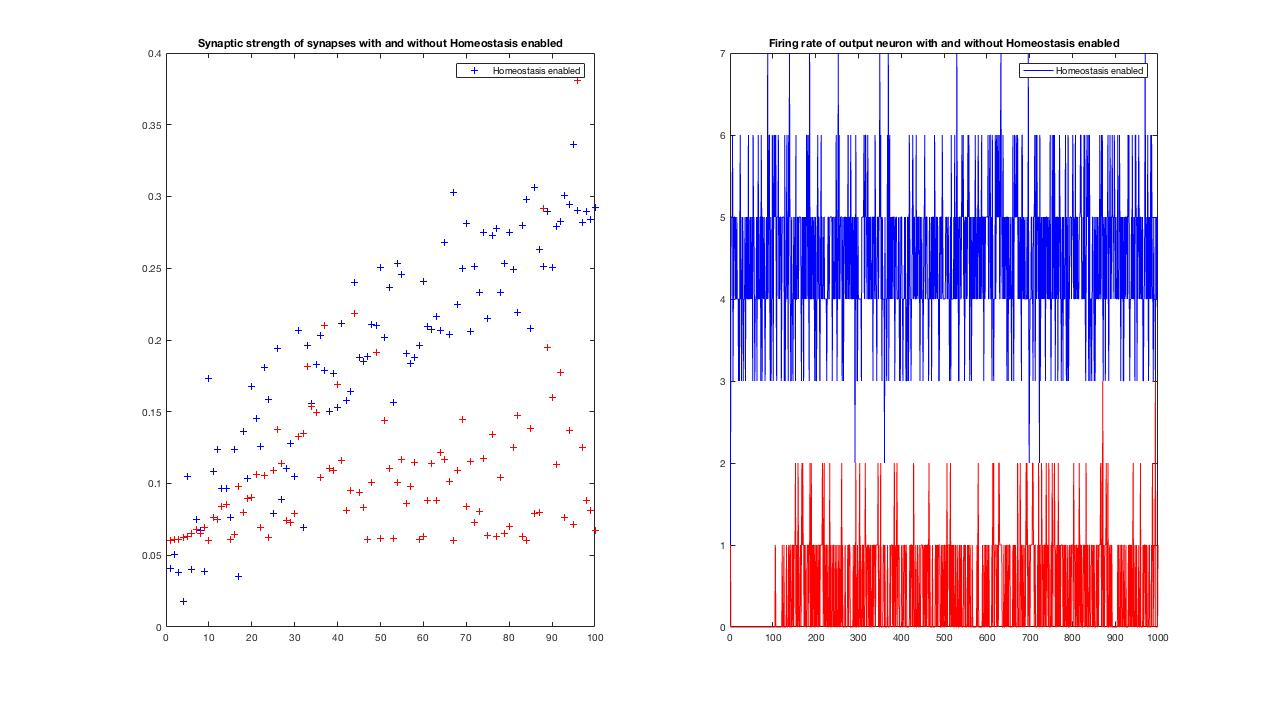 Synaptic strength of synapses with and without Homeostasis enabled
Homeostasis enabled
0.4
0.35
0.3
0.25
0.2
0.15
0.1
0.05
0
0 10 20 30 40 50 60 70 80 90 100
Firing rate of output neuron with and without Homeostasis enabled
Homeostasis enabled
7
6
5
4
3
2
1
0
0 100 200 300 400 500 600 700 800 900 1000